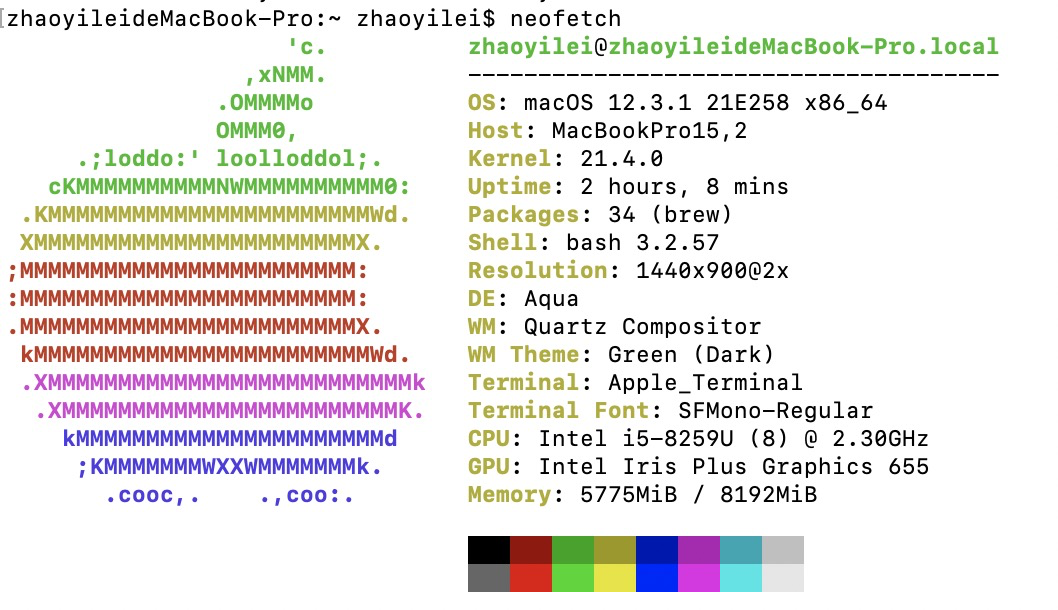 [zhaoyileideMacBook-Pro:~ zhaoyilei$ neofetch
                    'c.          zhaoyilei@zhaoyileideMacBook-Pro.local
                 ,xNMM.          --------------------------------------
               .OMMMMo           OS: macOS 12.3.1 21E258 x86_64
               OMMM0,            Host: MacBookPro15,2
     .;loddo:' loolloddol;.      Kernel: 21.4.0
   cKMMMMMMMMMMNWMMMMMMMMMM0:    Uptime: 2 hours, 8 mins
 .KMMMMMMMMMMMMMMMMMMMMMMMWd.    Packages: 34 (brew)
 XMMMMMMMMMMMMMMMMMMMMMMMX.      Shell: bash 3.2.57
;MMMMMMMMMMMMMMMMMMMMMMMM:       Resolution: 1440x900@2x
:MMMMMMMMMMMMMMMMMMMMMMMM:       DE: Aqua
.MMMMMMMMMMMMMMMMMMMMMMMMX.      WM: Quartz Compositor
 kMMMMMMMMMMMMMMMMMMMMMMMMWd.    WM Theme: Green (Dark)
 .XMMMMMMMMMMMMMMMMMMMMMMMMMMk   Terminal: Apple_Terminal
  .XMMMMMMMMMMMMMMMMMMMMMMMMK.   Terminal Font: SFMono-Regular
    kMMMMMMMMMMMMMMMMMMMMMMd     CPU: Intel i5-8259U (8) @ 2.30GHz
     ;KMMMMMMMWXXWMMMMMMMk.      GPU: Intel Iris Plus Graphics 655
       .cooc,.    .,coo:.        Memory: 5775MiB / 8192MiB